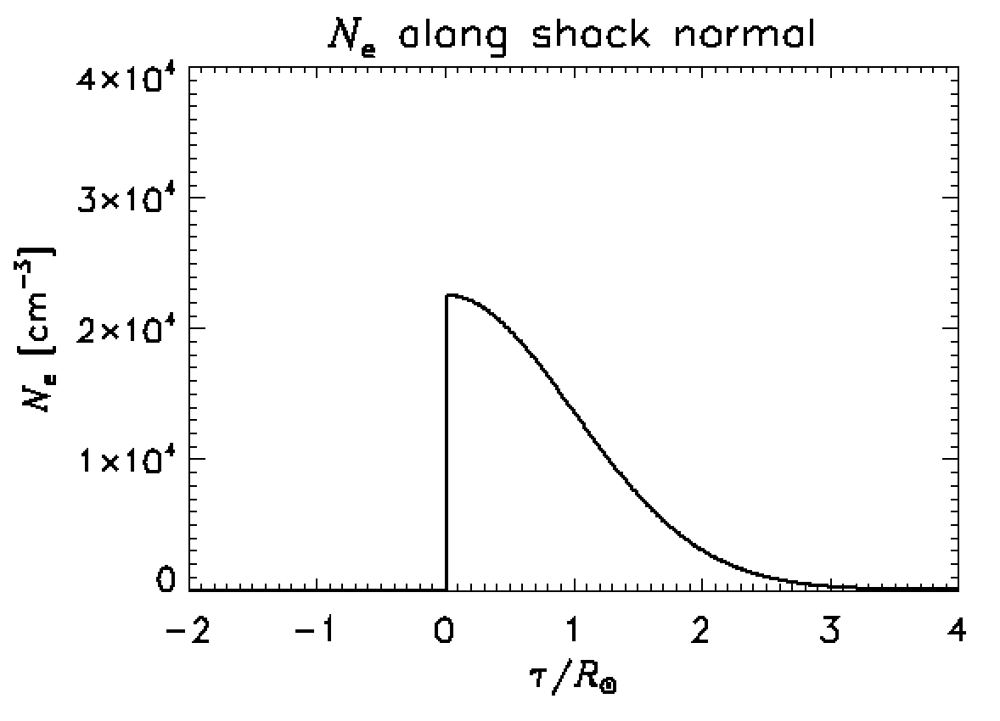 Nₑ along shock normal
4×10⁴
3×10⁴
2×10⁴
1×10⁴
0
Nₑ [cm⁻³]
−2 −1 0 1 2 3 4
τ/R☉